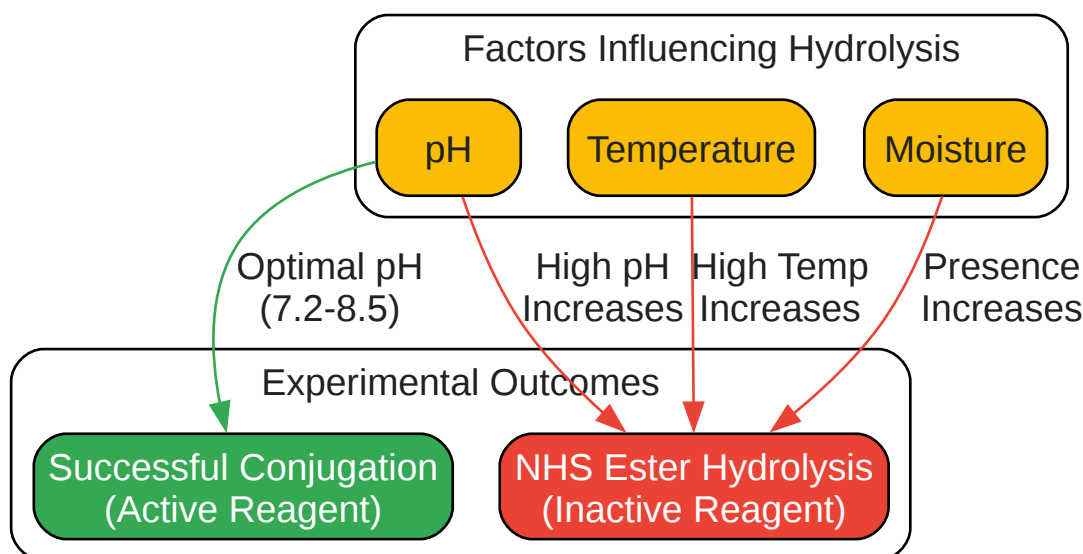 Factors Influencing Hydrolysis
pH
Temperature
Moisture
Optimal pH
(7.2-8.5)
High pH
Increases
High Temp
Increases
Presence
Increases
Experimental Outcomes
Successful Conjugation
(Active Reagent)
NHS Ester Hydrolysis
(Inactive Reagent)